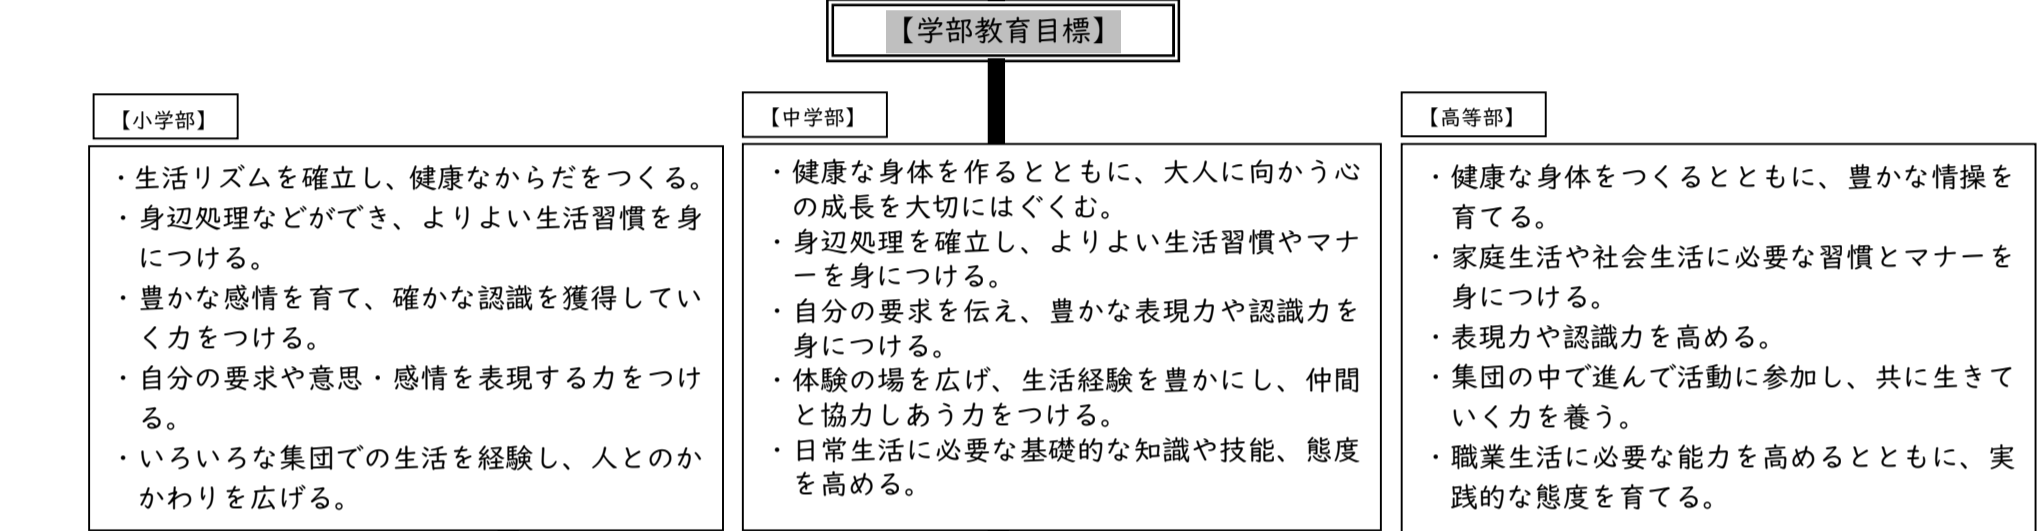 【学部教育目標】
【小学部】
・生活リズムを確立し、健康なからだをつくる。
・身辺処理などができ、よりよい生活習慣を身
につける。
・豊かな感情を育て、確かな認識を獲得してい
く力をつける。
・自分の要求や意思・感情を表現する力をつけ
る。
・いろいろな集団での生活を経験し、人とのか
かわりを広げる。
【中学部】
・健康な身体を作るとともに、大人に向かう心
の成長を大切にはぐくむ。
・身辺処理を確立し、よりよい生活習慣やマナ
ーを身につける。
・自分の要求を伝え、豊かな表現力や認識力を
身につける。
・体験の場を広げ、生活経験を豊かにし、仲間
と協力しあう力をつける。
・日常生活に必要な基礎的な知識や技能、態度
を高める。
【高等部】
・健康な身体をつくるとともに、豊かな情操を
育てる。
・家庭生活や社会生活に必要な習慣とマナーを
身につける。
・表現力や認識力を高める。
・集団の中で進んで活動に参加し、共に生きて
いく力を養う。
・職業生活に必要な能力を高めるとともに、実
践的な態度を育てる。